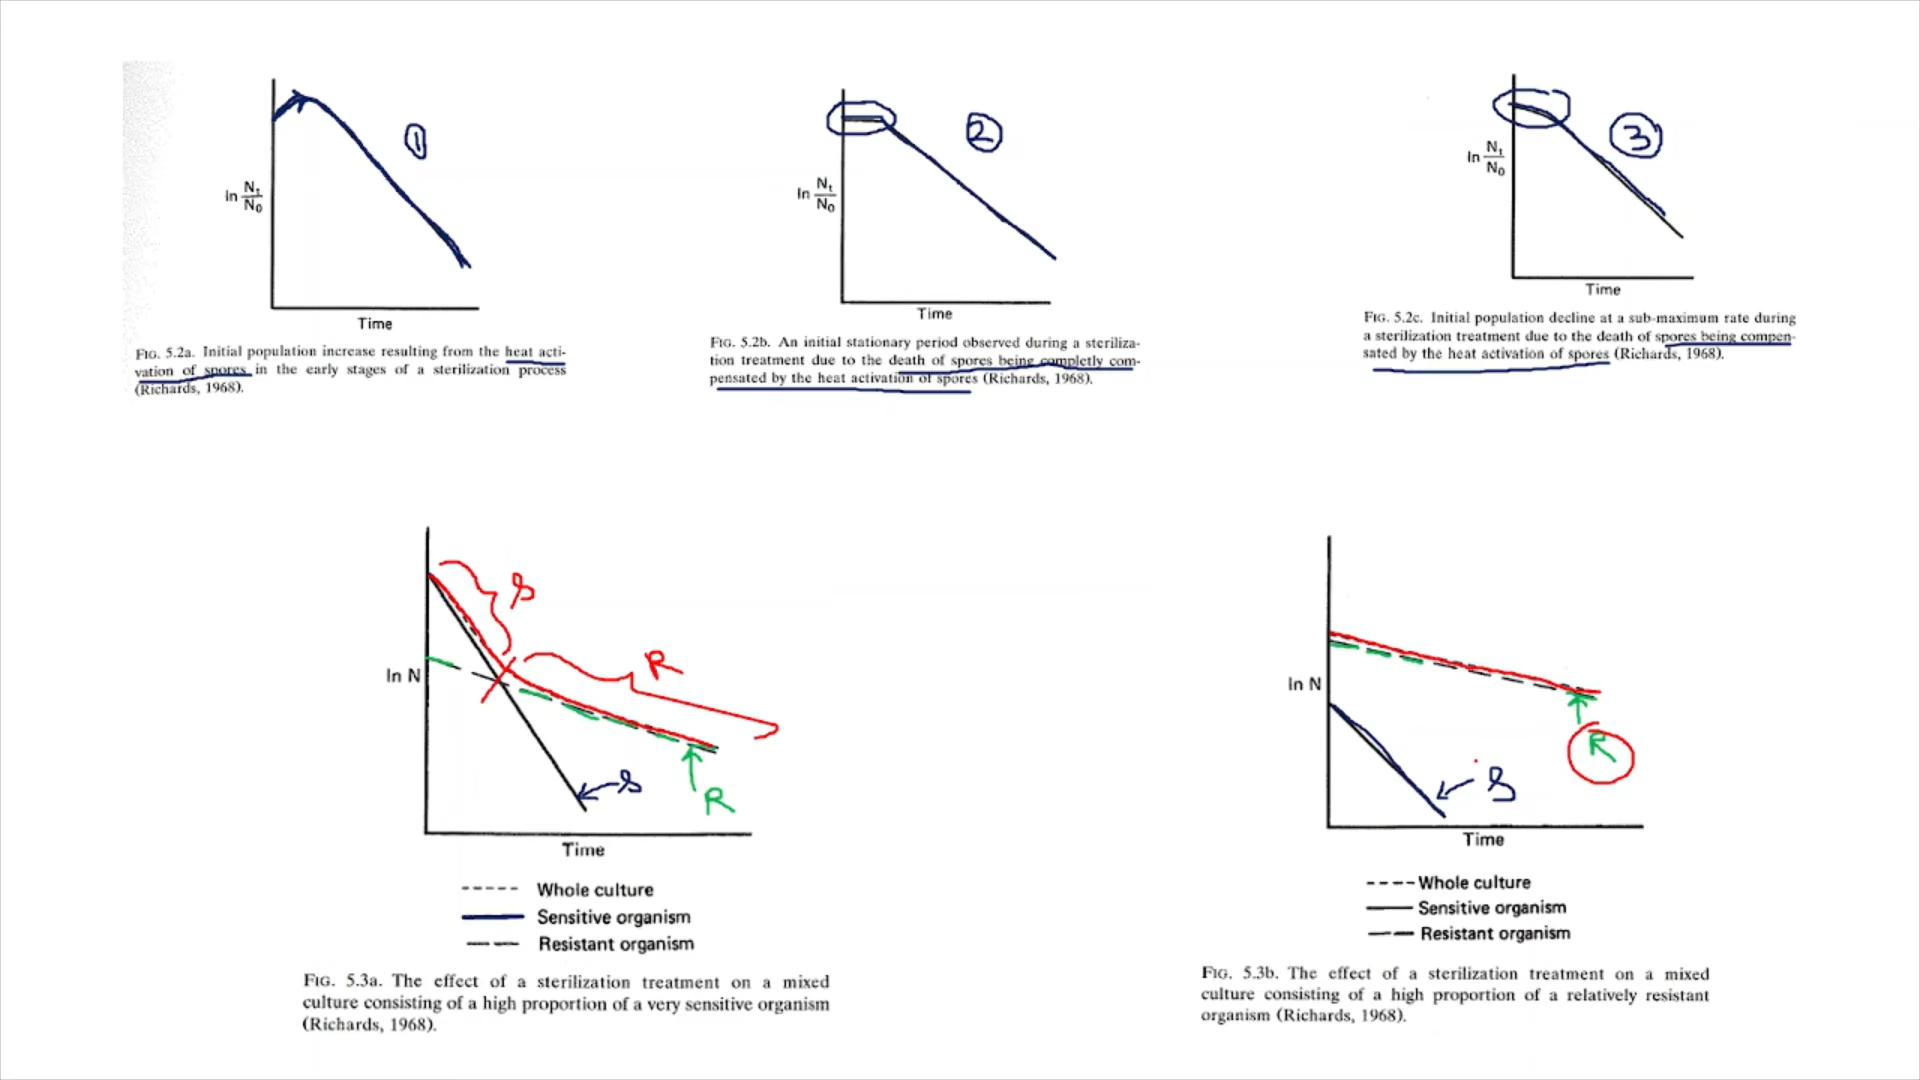 1
ln Nt/N0
Time
FIG. 5.2a. Initial population increase resulting from the heat acti-
vation of spores in the early stages of a sterilization process
(Richards, 1968).
2
ln Nt/N0
Time
FIG. 5.2b. An initial stationary period observed during a steriliza-
tion treatment due to the death of spores being completly com-
pensated by the heat activation of spores (Richards, 1968).
3
ln Nt/N0
Time
FIG. 5.2c. Initial population decline at a sub-maximum rate during
a sterilization treatment due to the death of spores being compen-
sated by the heat activation of spores (Richards, 1968).
S
R
ln N
S
R
Time
Whole culture
Sensitive organism
Resistant organism
FIG. 5.3a. The effect of a sterilization treatment on a mixed
culture consisting of a high proportion of a very sensitive organism
(Richards, 1968).
ln N
R
S
Time
Whole culture
Sensitive organism
Resistant organism
FIG. 5.3b. The effect of a sterilization treatment on a mixed
culture consisting of a high proportion of a relatively resistant
organism (Richards, 1968).